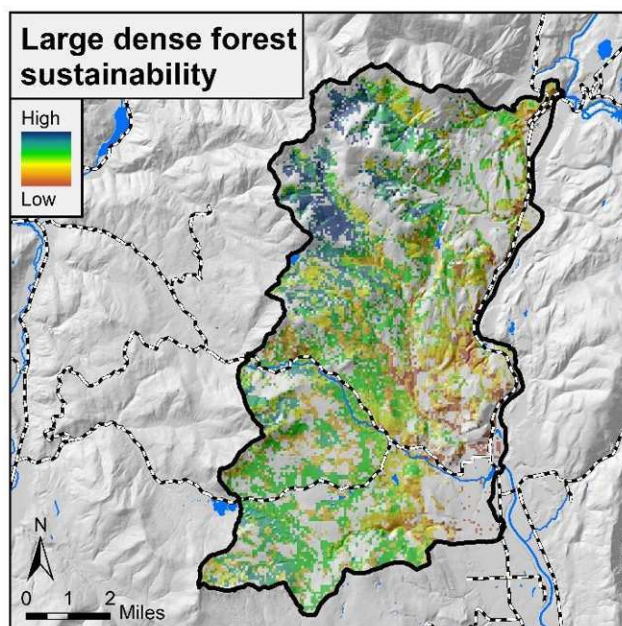 Large dense forest
sustainability
High
Low
N
0 1 2
Miles